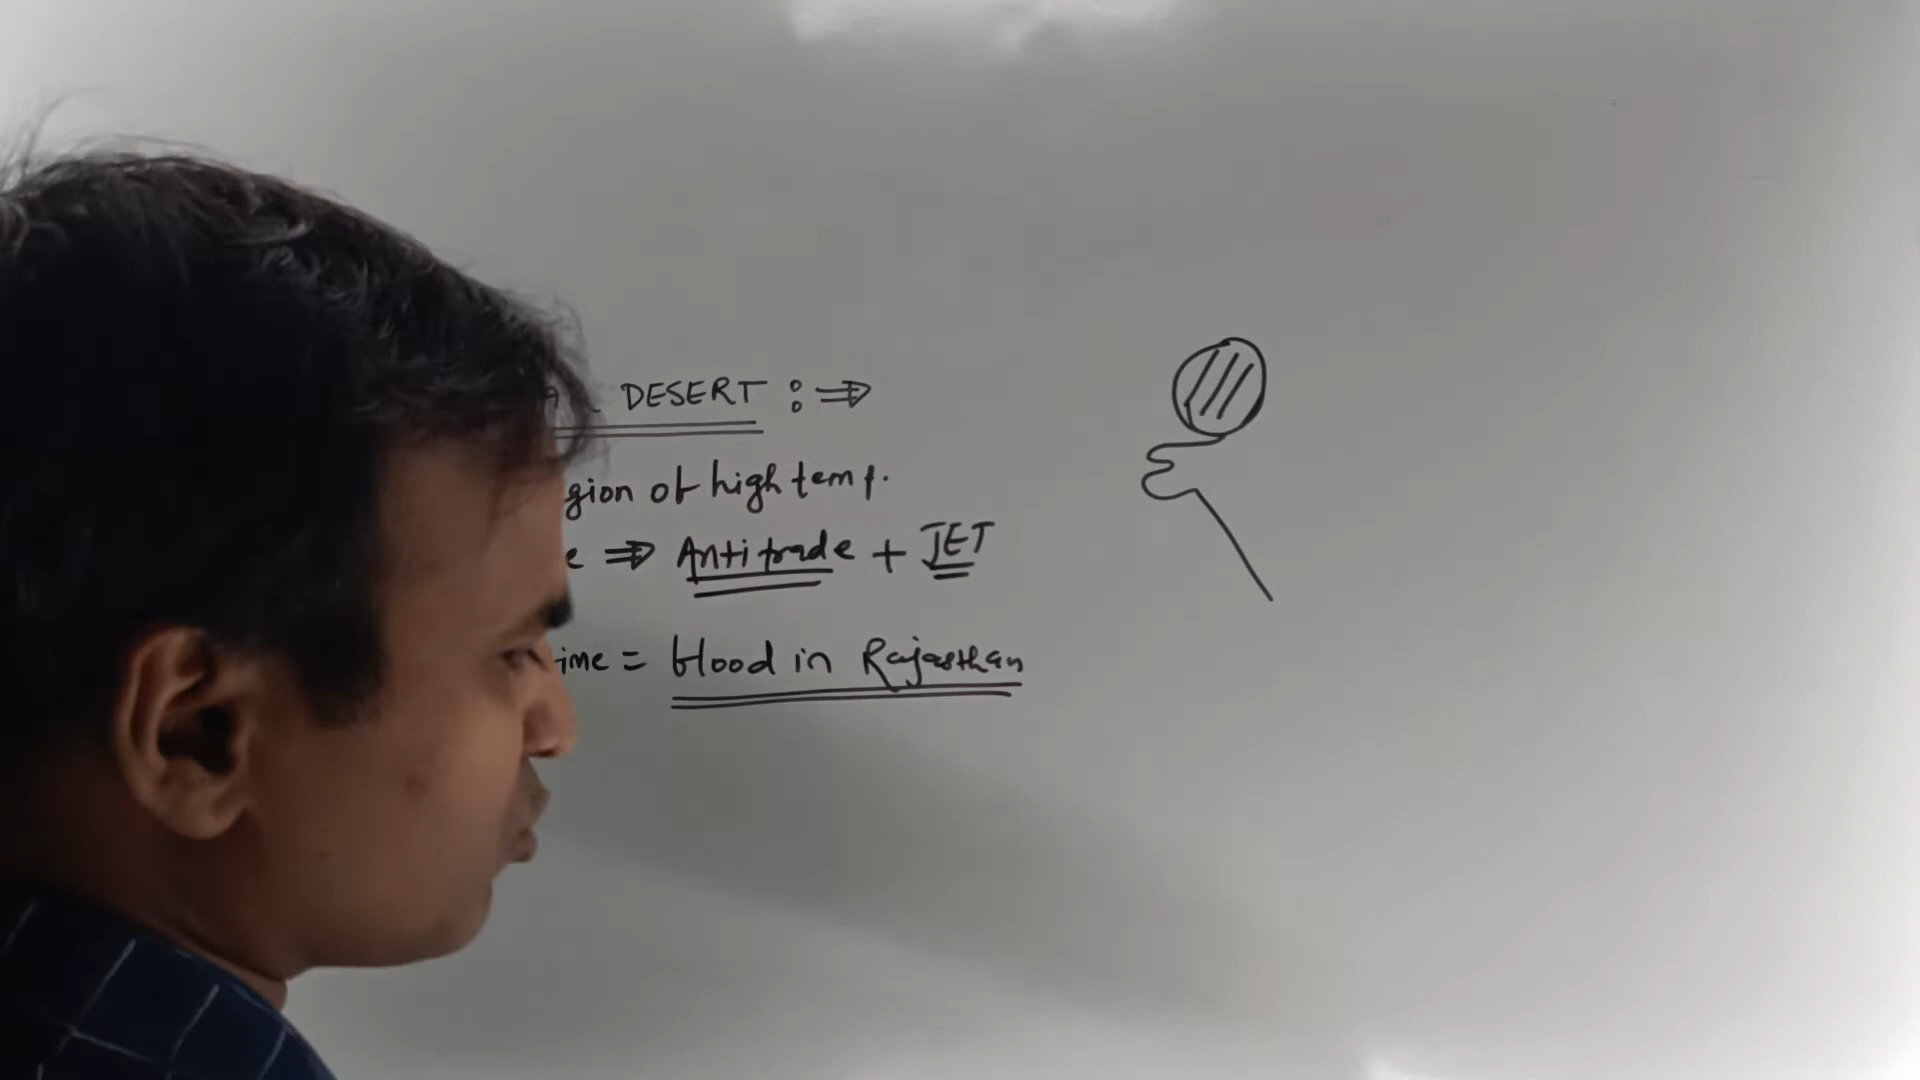 DESERT :⇒
gion of high temp.
e ⇒ Antitrade + JET
ime = flood in Rajasthan